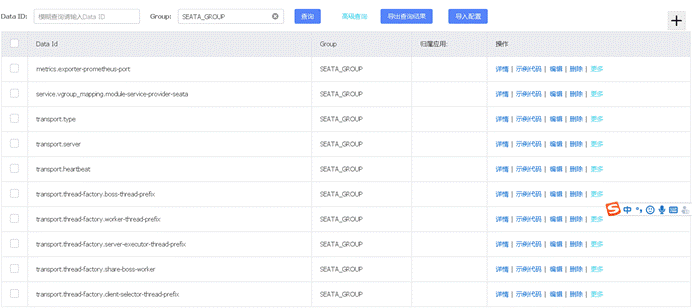 Data ID: 模糊查询请输入Data ID Group: SEATA_GROUP 查询 高级查询 导出查询结果 导入配置
Data Id Group 归属应用: 操作
metrics.exporter-prometheus-port SEATA_GROUP 详情 | 示例代码 | 编辑 | 删除 | 更多
service.vgroup_mapping.module-service-provider-seata SEATA_GROUP 详情 | 示例代码 | 编辑 | 删除 | 更多
transport.type SEATA_GROUP 详情 | 示例代码 | 编辑 | 删除 | 更多
transport.server SEATA_GROUP 详情 | 示例代码 | 编辑 | 删除 | 更多
transport.heartbeat SEATA_GROUP 详情 | 示例代码 | 编辑 | 删除 | 更多
transport.thread-factory.boss-thread-prefix SEATA_GROUP 详情 | 示例代码 | 编辑 | 删除 | 更多
transport.thread-factory.worker-thread-prefix SEATA_GROUP 详情 | 示例代码 | 编辑 | 删除 | 更多
中
transport.thread-factory.server-executor-thread-prefix SEATA_GROUP 详情 | 示例代码 | 编辑 | 删除 | 更多
transport.thread-factory.share-boss-worker SEATA_GROUP 详情 | 示例代码 | 编辑 | 删除 | 更多
transport.thread-factory.client-selector-thread-prefix SEATA_GROUP 详情 | 示例代码 | 编辑 | 删除 | 更多